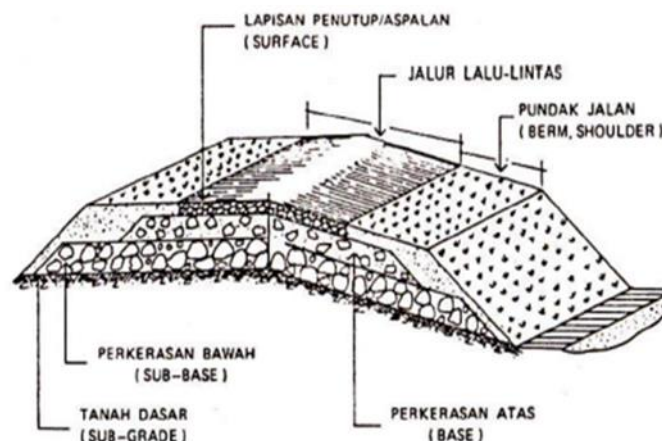 LAPISAN PENUTUP/ASPALAN
(SURFACE)
JALUR LALU-LINTAS
PUNDAK JALAN
(BERM, SHOULDER)
PERKERASAN BAWAH
(SUB-BASE)
TANAH DASAR
(SUB-GRADE)
PERKERASAN ATAS
(BASE)